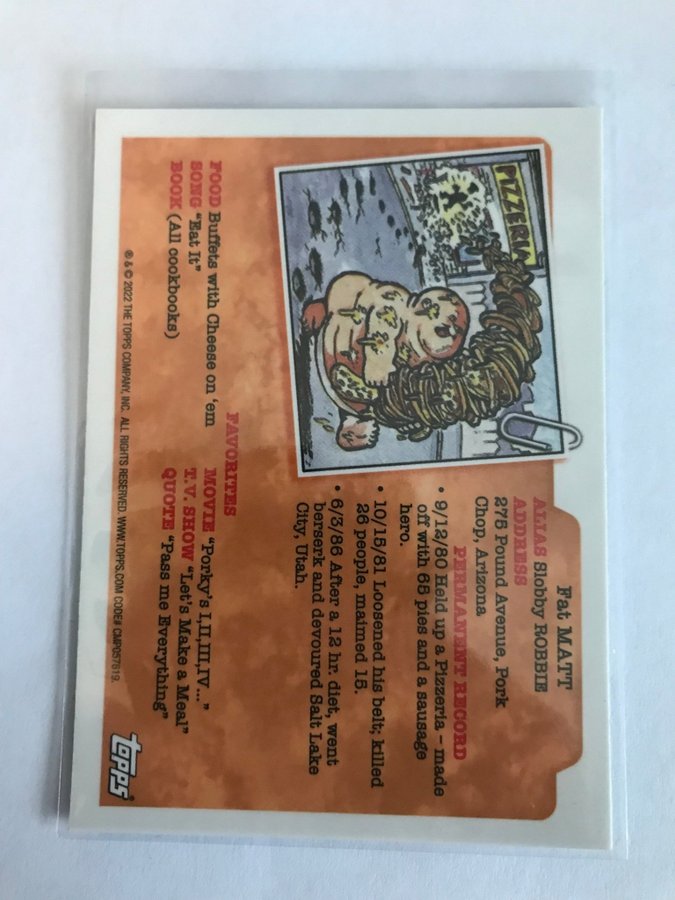 PIZZERIA
Fat MATT
ALIAS Slobby ROBBIE
ADDRESS
275 Pound Avenue, Pork
Chop, Arizona
PERMANENT RECORD
• 9/12/80 Held up a Pizzeria – made
off with 65 pies and a sausage
hero.
• 10/15/81 Loosened his belt; killed
26 people, maimed 15.
• 6/3/86 After a 12 hr. diet, went
berserk and devoured Salt Lake
City, Utah.
FAVORITES
FOOD Buffets with Cheese on 'em
SONG "Eat It"
BOOK (All cookbooks)
MOVIE "Porky's I,II,III,IV..."
T.V. SHOW "Let's Make a Meal"
QUOTE "Pass me Everything"
® & © 2022 THE TOPPS COMPANY, INC. ALL RIGHTS RESERVED. WWW.TOPPS.COM CODE# CMP057619.
topps®